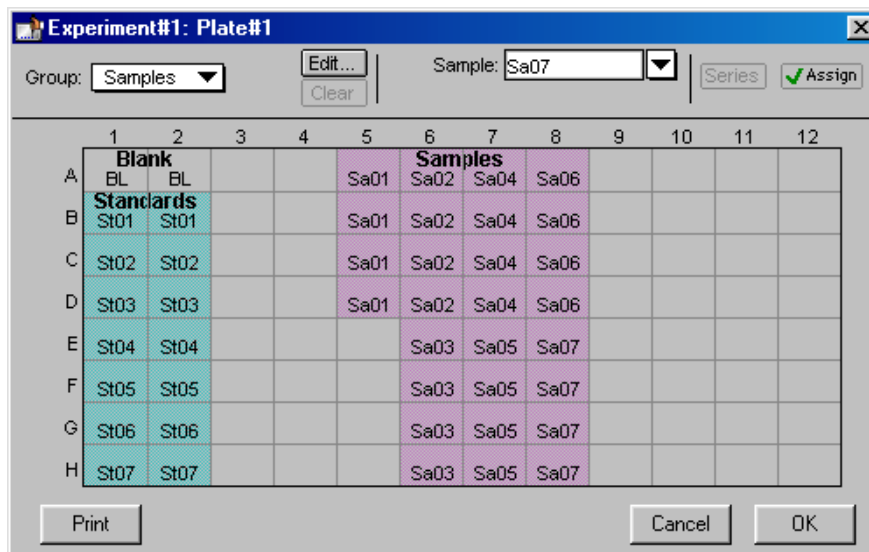 Experiment#1: Plate#1
Group: Samples Edit... Sample: Sa07 Series Assign
Clear
1 2 3 4 5 6 7 8 9 10 11 12
Blank Samples
A BL BL Sa01 Sa02 Sa04 Sa06
Standards
B St01 St01 Sa01 Sa02 Sa04 Sa06
C St02 St02 Sa01 Sa02 Sa04 Sa06
D St03 St03 Sa01 Sa02 Sa04 Sa06
E St04 St04 Sa03 Sa05 Sa07
F St05 St05 Sa03 Sa05 Sa07
G St06 St06 Sa03 Sa05 Sa07
H St07 St07 Sa03 Sa05 Sa07
Print Cancel OK